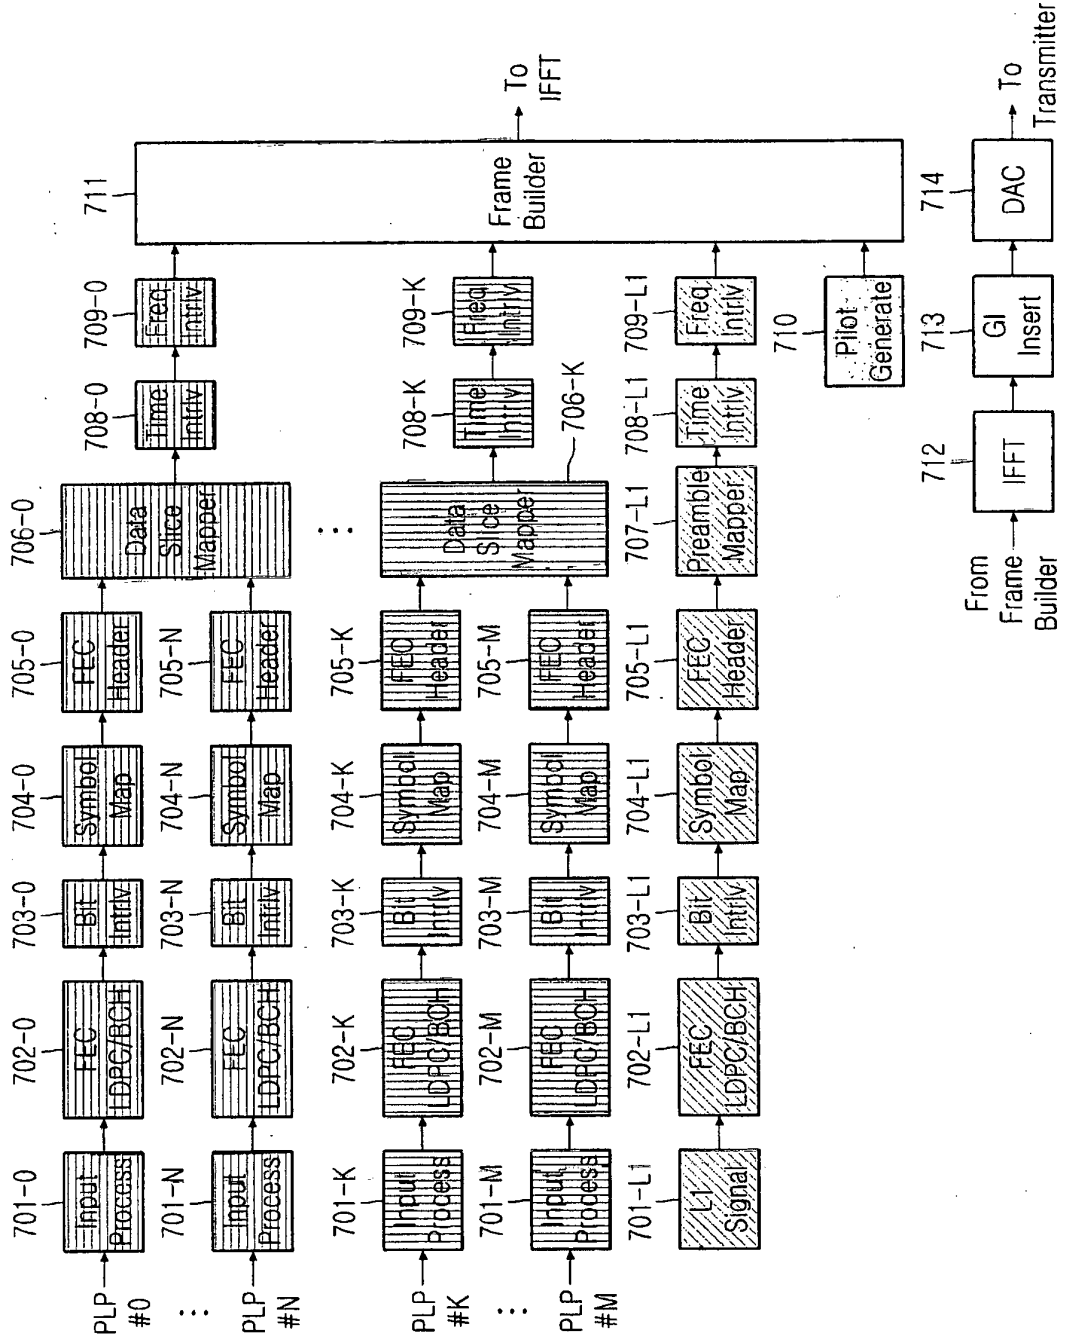 PLP
#0
701-0
Input
Process
702-0
FEC
LDPC/BCH
703-0
Bit
Intrlv
704-0
Symbol
Map
705-0
FEC
Header
706-0
Data
Slice
Mapper
708-0
Time
Intrlv
709-0
Freq
Intrlv
711
Frame
Builder
To
IFFT
PLP
#N
701-N
Input
Process
702-N
FEC
LDPC/BCH
703-N
Bit
Intrlv
704-N
Symbol
Map
705-N
FEC
Header
PLP
#K
701-K
Input
Process
702-K
FEC
LDPC/BCH
703-K
Bit
Intrlv
704-K
Symbol
Map
705-K
FEC
Header
Data
Slice
Mapper
706-K
708-K
Time
Intrlv
709-K
Freq
Intrlv
PLP
#M
701-M
Input
Process
702-M
FEC
LDPC/BCH
703-M
Bit
Intrlv
704-M
Symbol
Map
705-M
FEC
Header
701-L1
L1
Signal
702-L1
FEC
LDPC/BCH
703-L1
Bit
Intrlv
704-L1
Symbol
Map
705-L1
FEC
Header
707-L1
Preamble
Mapper
708-L1
Time
Intrlv
709-L1
Freq
Intrlv
710
Pilot
Generate
From
Frame
Builder
712
IFFT
713
GI
Insert
714
DAC
To
Transmitter